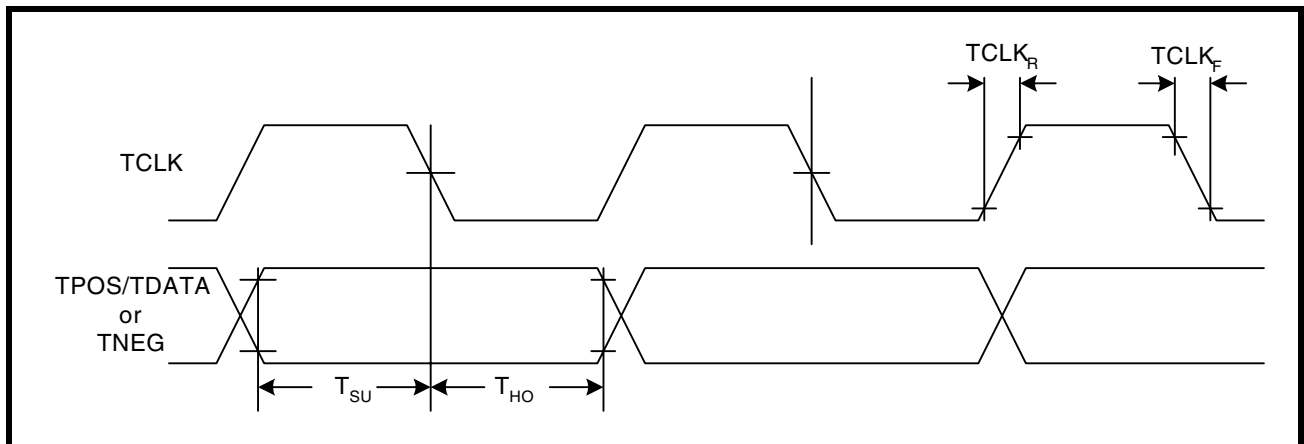 TCLK_R
TCLK_F
TCLK
TPOS/TDATA
or
TNEG
T_SU
T_HO